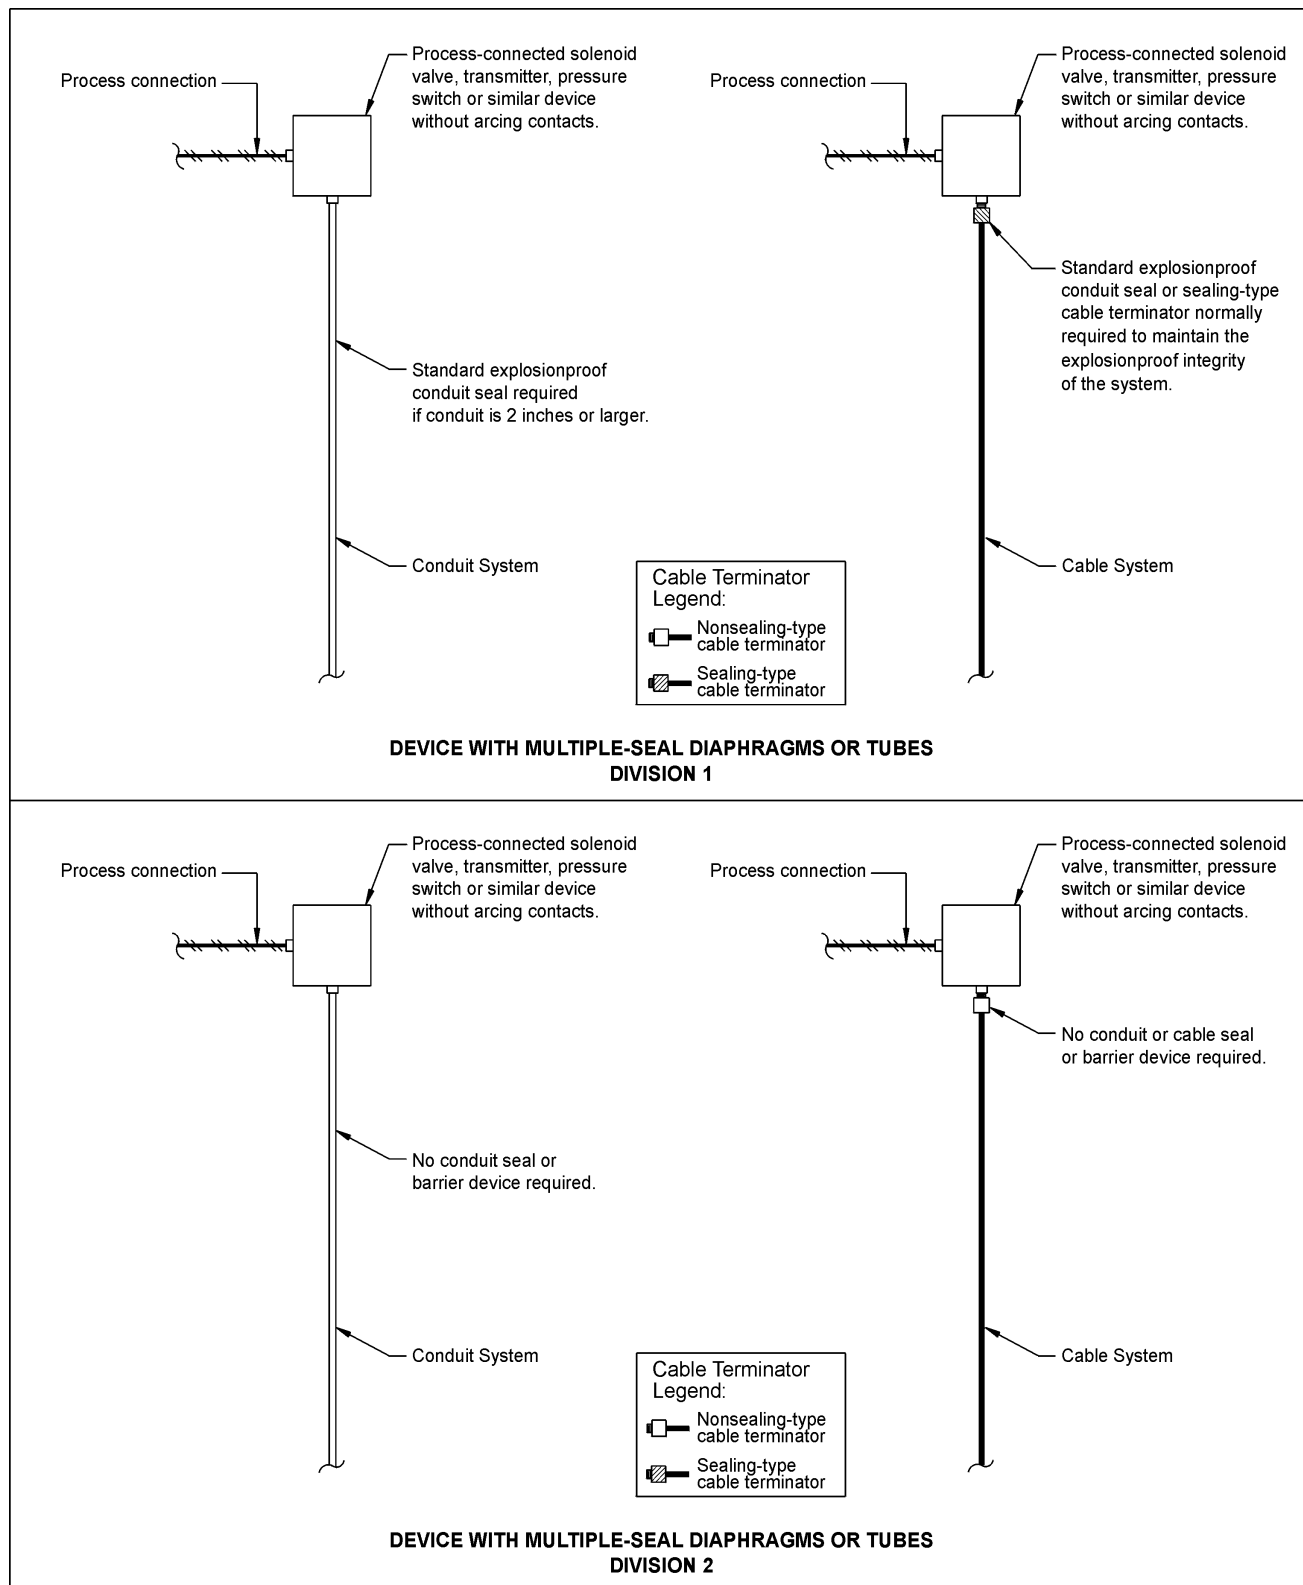 Process connection
Process-connected solenoid
valve, transmitter, pressure
switch or similar device
without arcing contacts.
Standard explosionproof
conduit seal required
if conduit is 2 inches or larger.
Conduit System
Process connection
Process-connected solenoid
valve, transmitter, pressure
switch or similar device
without arcing contacts.
Standard explosionproof
conduit seal or sealing-type
cable terminator normally
required to maintain the
explosionproof integrity
of the system.
Cable System
Cable Terminator
Legend:
Nonsealing-type
cable terminator
Sealing-type
cable terminator
DEVICE WITH MULTIPLE-SEAL DIAPHRAGMS OR TUBES
DIVISION 1
Process connection
Process-connected solenoid
valve, transmitter, pressure
switch or similar device
without arcing contacts.
No conduit seal or
barrier device required.
Conduit System
Process connection
Process-connected solenoid
valve, transmitter, pressure
switch or similar device
without arcing contacts.
No conduit or cable seal
or barrier device required.
Cable System
Cable Terminator
Legend:
Nonsealing-type
cable terminator
Sealing-type
cable terminator
DEVICE WITH MULTIPLE-SEAL DIAPHRAGMS OR TUBES
DIVISION 2